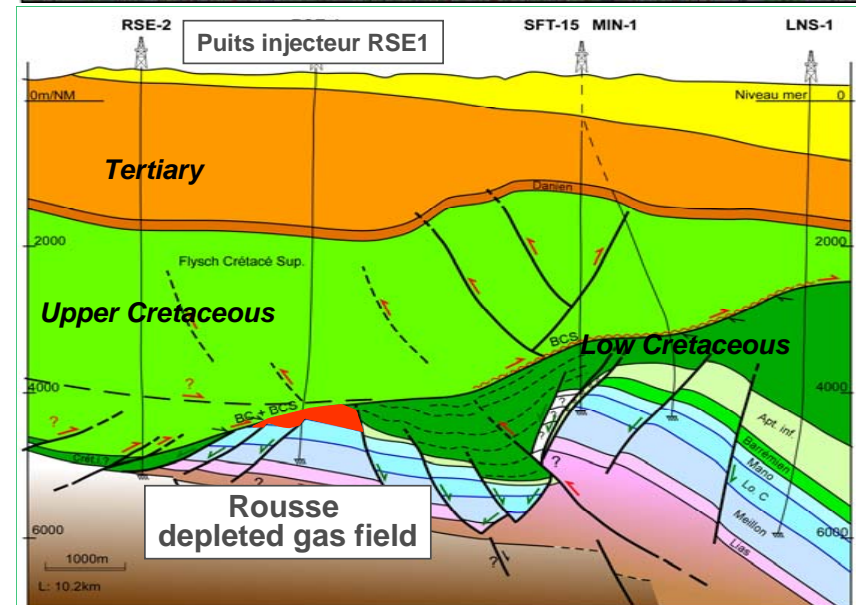 RSE-2
Puits injecteur RSE1
SFT-15 MIN-1
LNS-1
0m/NM
Niveau mer 0
Tertiary
Danien
2000
2000
Flysch Crétacé Sup.
Upper Cretaceous
BCS
Low Cretaceous
4000
4000
?
?
BC + BCS
?
?
?
?
Apt. inf.
Barrémien
Mano
Lo. C
Meillon
Lias
Crét.i ?
?
?
?
Rousse
depleted gas field
6000
6000
1000m
?
L: 10.2km